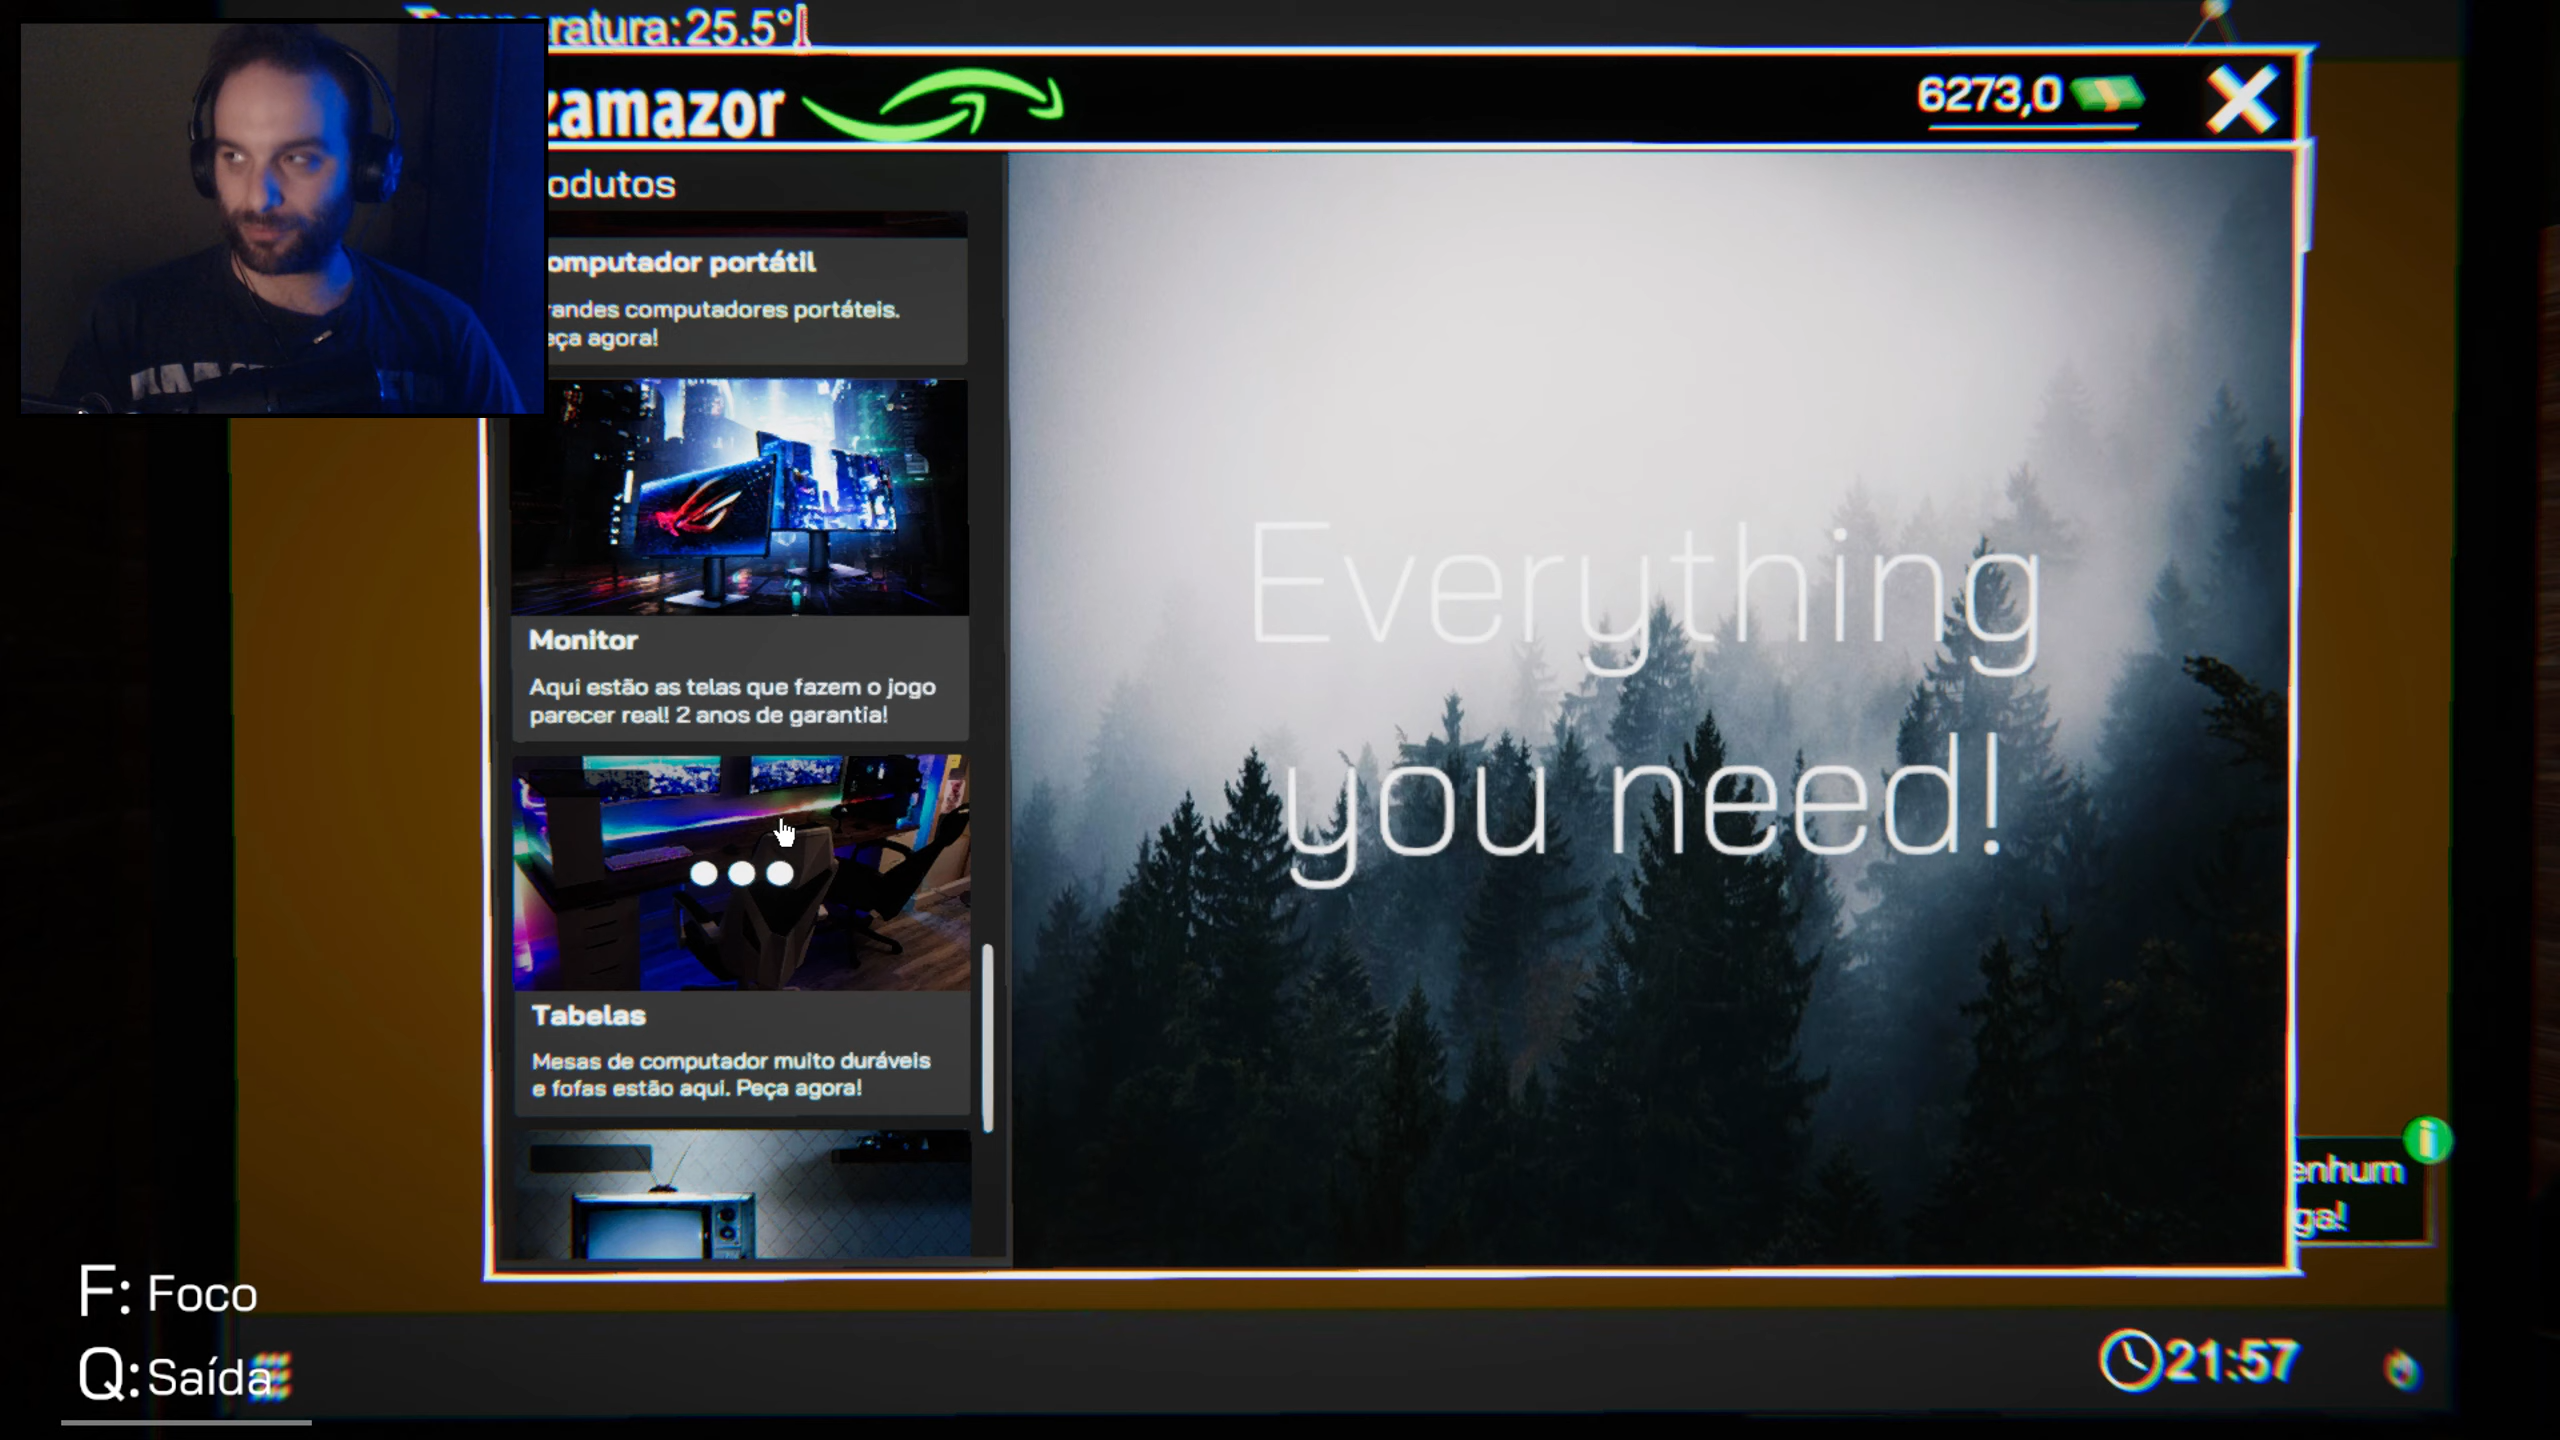 ratura:25.5°
zamazor
6273,0
odutos
omputador portátil
randes computadores portáteis.
eça agora!
Monitor
Aqui estão as telas que fazem o jogo
parecer real! 2 anos de garantia!
Tabelas
Mesas de computador muito duráveis
e fofas estão aqui. Peça agora!
Everything
you need!
enhum
ga!
F: Foco
Q: Saída
21:57